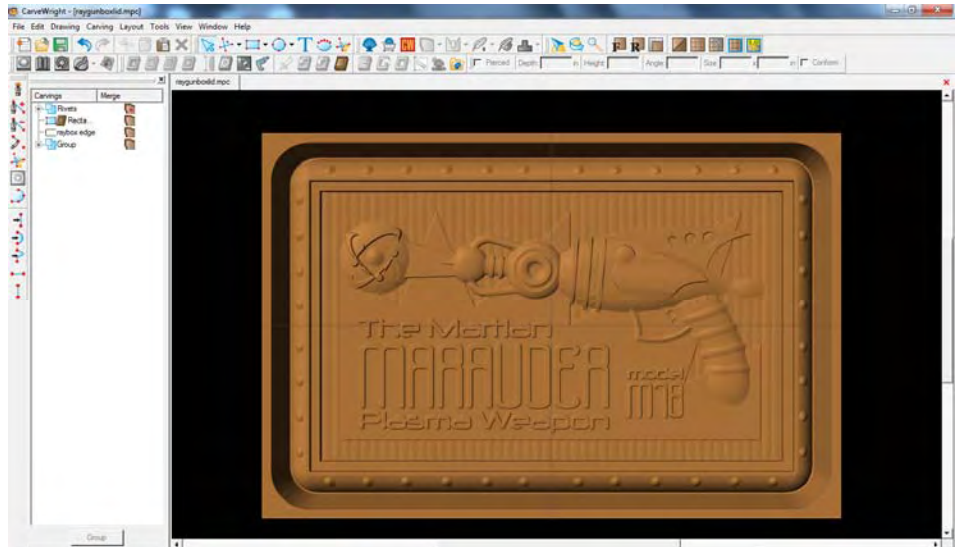 CarveWright - [raygunboxlid.mpc]
File Edit Drawing Carving Layout Tools View Window Help
CW F R
Pierced Depth in Height Angle Size x in Conform
raygunboxlid.mpc
Carvings Merge
Rivets
Recta...
raybox edge
Group
The Martian
MARAUDER
model
M78
Plasma Weapon
Group